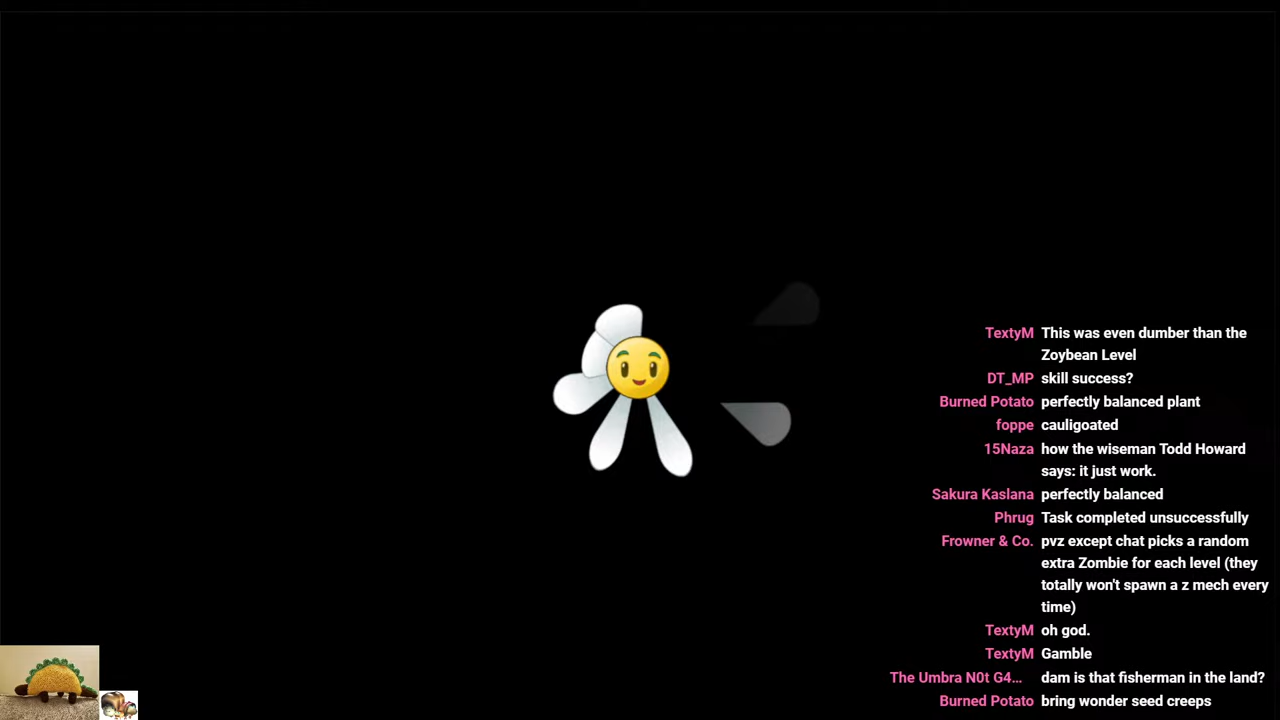 TextyM This was even dumber than the
Zoybean Level
DT_MP skill success?
Burned Potato perfectly balanced plant
foppe cauligoated
15Naza how the wiseman Todd Howard
says: it just work.
Sakura Kaslana perfectly balanced
Phrug Task completed unsuccessfully
Frowner & Co. pvz except chat picks a random
extra Zombie for each level (they
totally won't spawn a z mech every
time)
TextyM oh god.
TextyM Gamble
The Umbra N0t G4... dam is that fisherman in the land?
Burned Potato bring wonder seed creeps